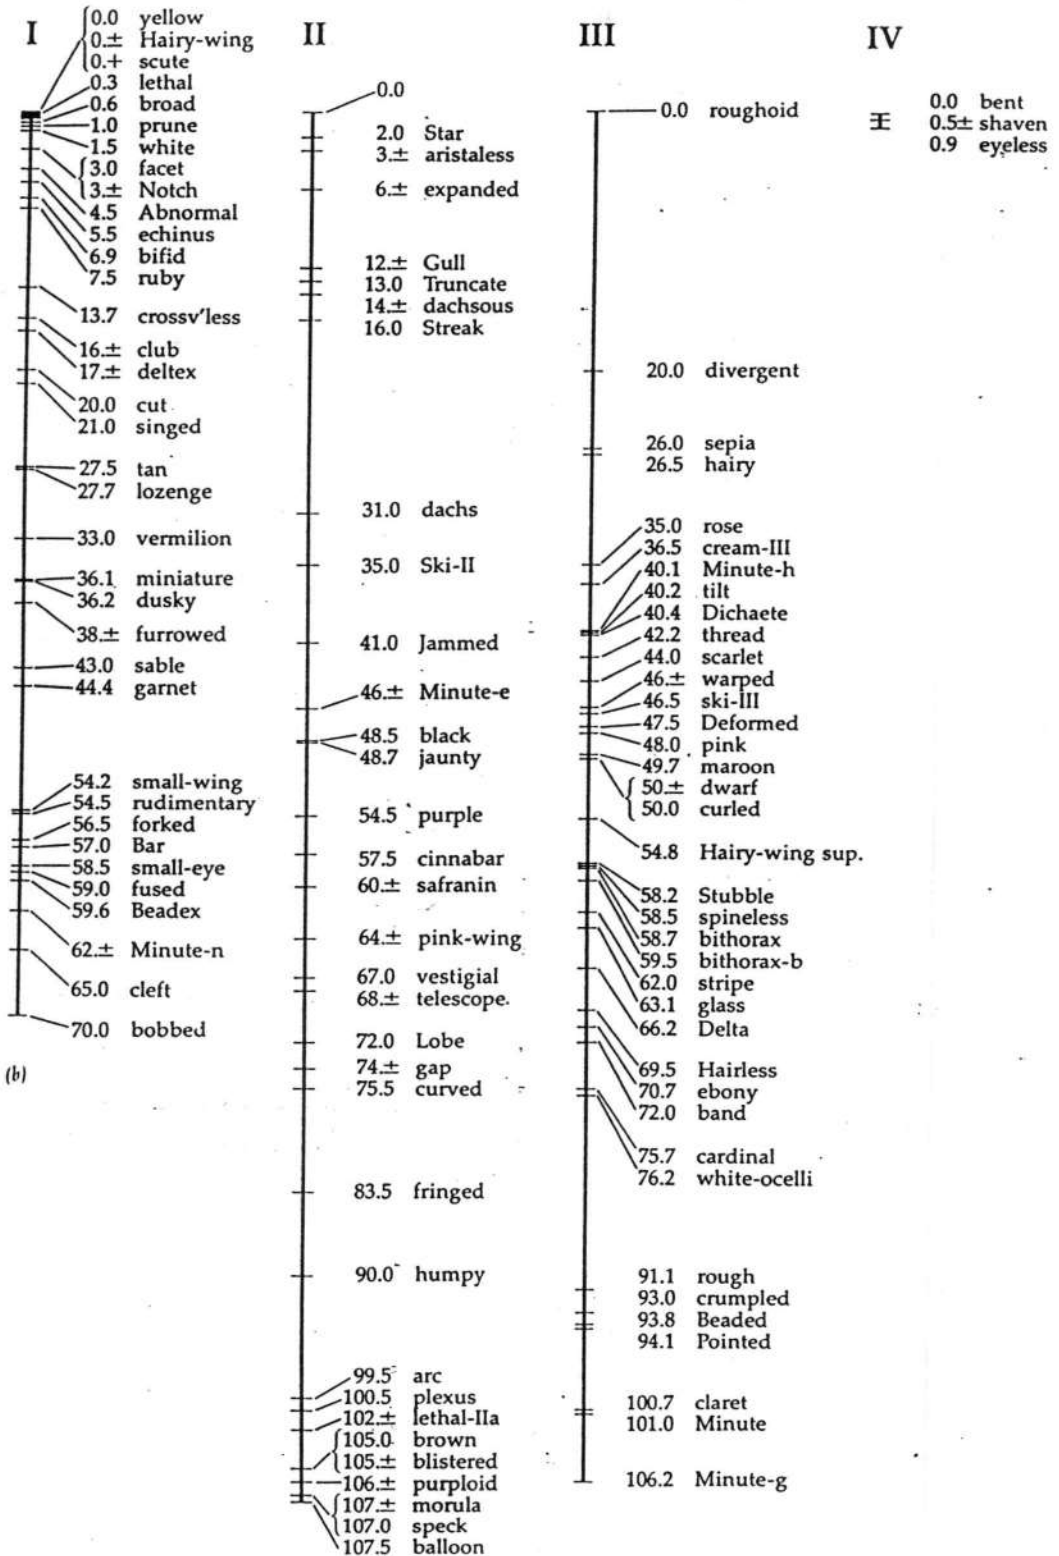 I
0.0 yellow
0.± Hairy-wing
0.+ scute
0.3 lethal
0.6 broad
1.0 prune
1.5 white
3.0 facet
3.± Notch
4.5 Abnormal
5.5 echinus
6.9 bifid
7.5 ruby
13.7 crossv'less
16.± club
17.± deltex
20.0 cut
21.0 singed
27.5 tan
27.7 lozenge
33.0 vermilion
36.1 miniature
36.2 dusky
38.± furrowed
43.0 sable
44.4 garnet
54.2 small-wing
54.5 rudimentary
56.5 forked
57.0 Bar
58.5 small-eye
59.0 fused
59.6 Beadex
62.± Minute-n
65.0 cleft
70.0 bobbed
(b)
II
0.0
2.0 Star
3.± aristaless
6.± expanded
12.± Gull
13.0 Truncate
14.± dachsous
16.0 Streak
31.0 dachs
35.0 Ski-II
41.0 Jammed
46.± Minute-e
48.5 black
48.7 jaunty
54.5 purple
57.5 cinnabar
60.± safranin
64.± pink-wing
67.0 vestigial
68.± telescope
72.0 Lobe
74.± gap
75.5 curved
83.5 fringed
90.0 humpy
99.5 arc
100.5 plexus
102.± lethal-IIa
105.0 brown
105.± blistered
106.± purploid
107.± morula
107.0 speck
107.5 balloon
III
0.0 roughoid
20.0 divergent
26.0 sepia
26.5 hairy
35.0 rose
36.5 cream-III
40.1 Minute-h
40.2 tilt
40.4 Dichaete
42.2 thread
44.0 scarlet
46.± warped
46.5 ski-III
47.5 Deformed
48.0 pink
49.7 maroon
50.± dwarf
50.0 curled
54.8 Hairy-wing sup.
58.2 Stubble
58.5 spineless
58.7 bithorax
59.5 bithorax-b
62.0 stripe
63.1 glass
66.2 Delta
69.5 Hairless
70.7 ebony
72.0 band
75.7 cardinal
76.2 white-ocelli
91.1 rough
93.0 crumpled
93.8 Beaded
94.1 Pointed
100.7 claret
101.0 Minute
106.2 Minute-g
IV
0.0 bent
0.5± shaven
0.9 eyeless